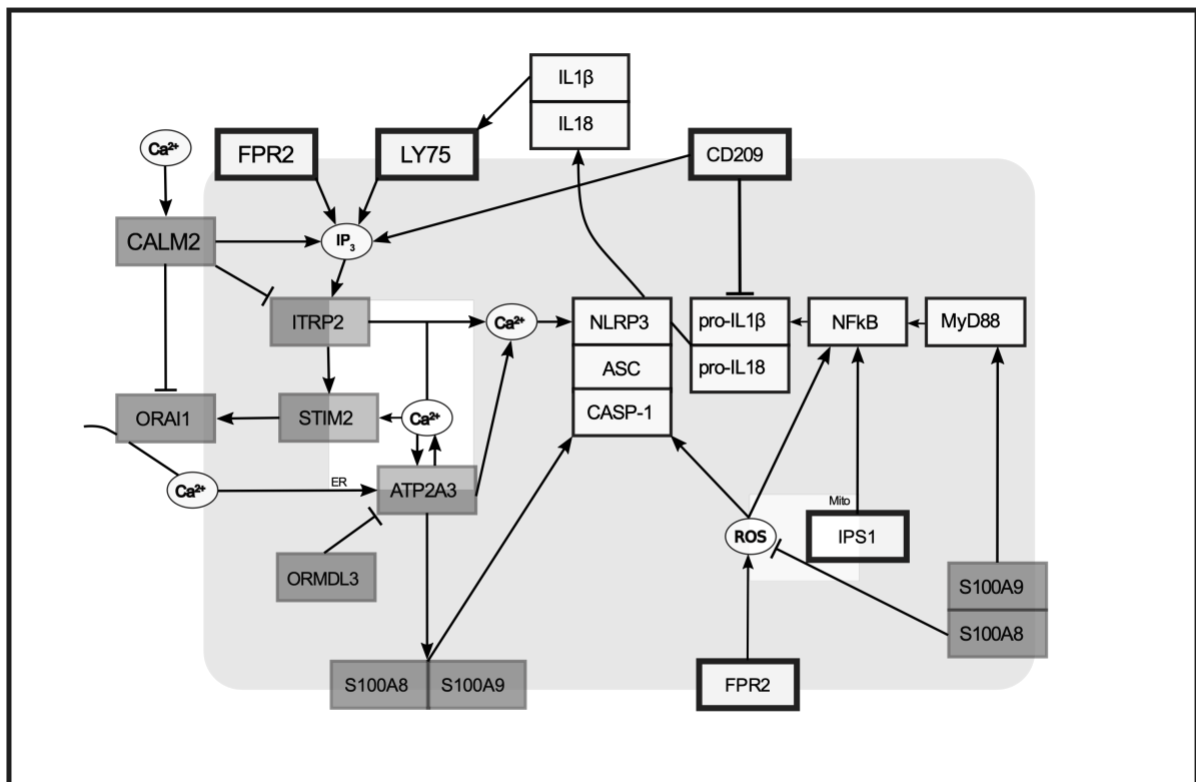 IL1β
IL18
Ca²⁺
FPR2
LY75
CD209
CALM2
IP₃
ITRP2
Ca²⁺
NLRP3
pro-IL1β
NFkB
MyD88
ASC
pro-IL18
ORAI1
STIM2
Ca²⁺
CASP-1
Ca²⁺
ER
ATP2A3
Mito
ROS
IPS1
ORMDL3
S100A9
S100A8
S100A8
S100A9
FPR2